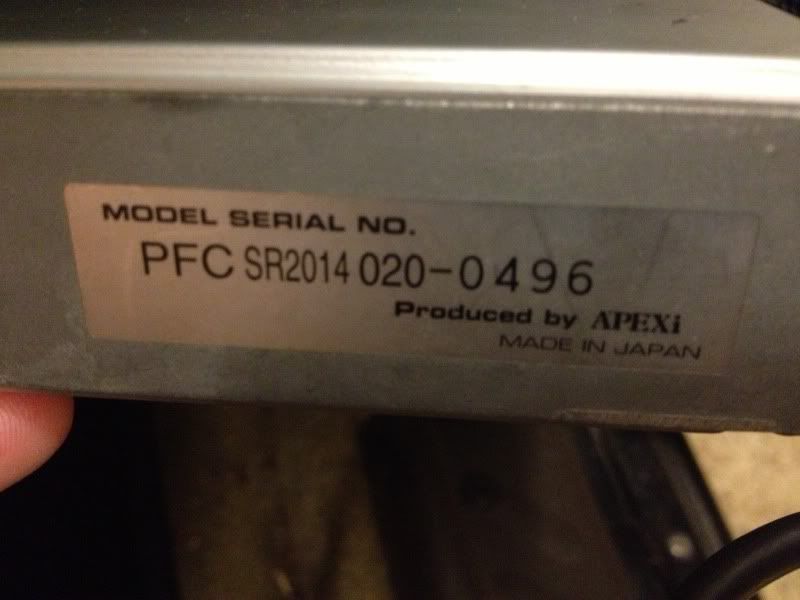 MODEL SERIAL NO.
PFC SR2014 020-0496
Produced by APEXi
MADE IN JAPAN